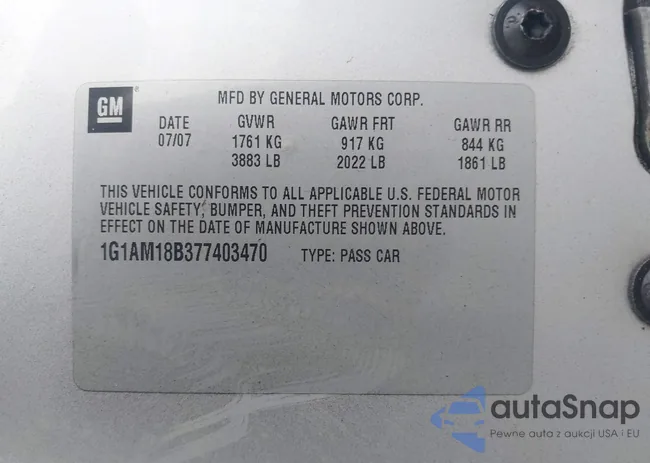 GM
MFD BY GENERAL MOTORS CORP.
DATE GVWR GAWR FRT GAWR RR
07/07 1761 KG 917 KG 844 KG
3883 LB 2022 LB 1861 LB
THIS VEHICLE CONFORMS TO ALL APPLICABLE U.S. FEDERAL MOTOR
VEHICLE SAFETY, BUMPER, AND THEFT PREVENTION STANDARDS IN
EFFECT ON THE DATE OF MANUFACTURE SHOWN ABOVE.
1G1AM18B377403470 TYPE: PASS CAR
autaSnap
Pewne auta z aukcji USA i EU